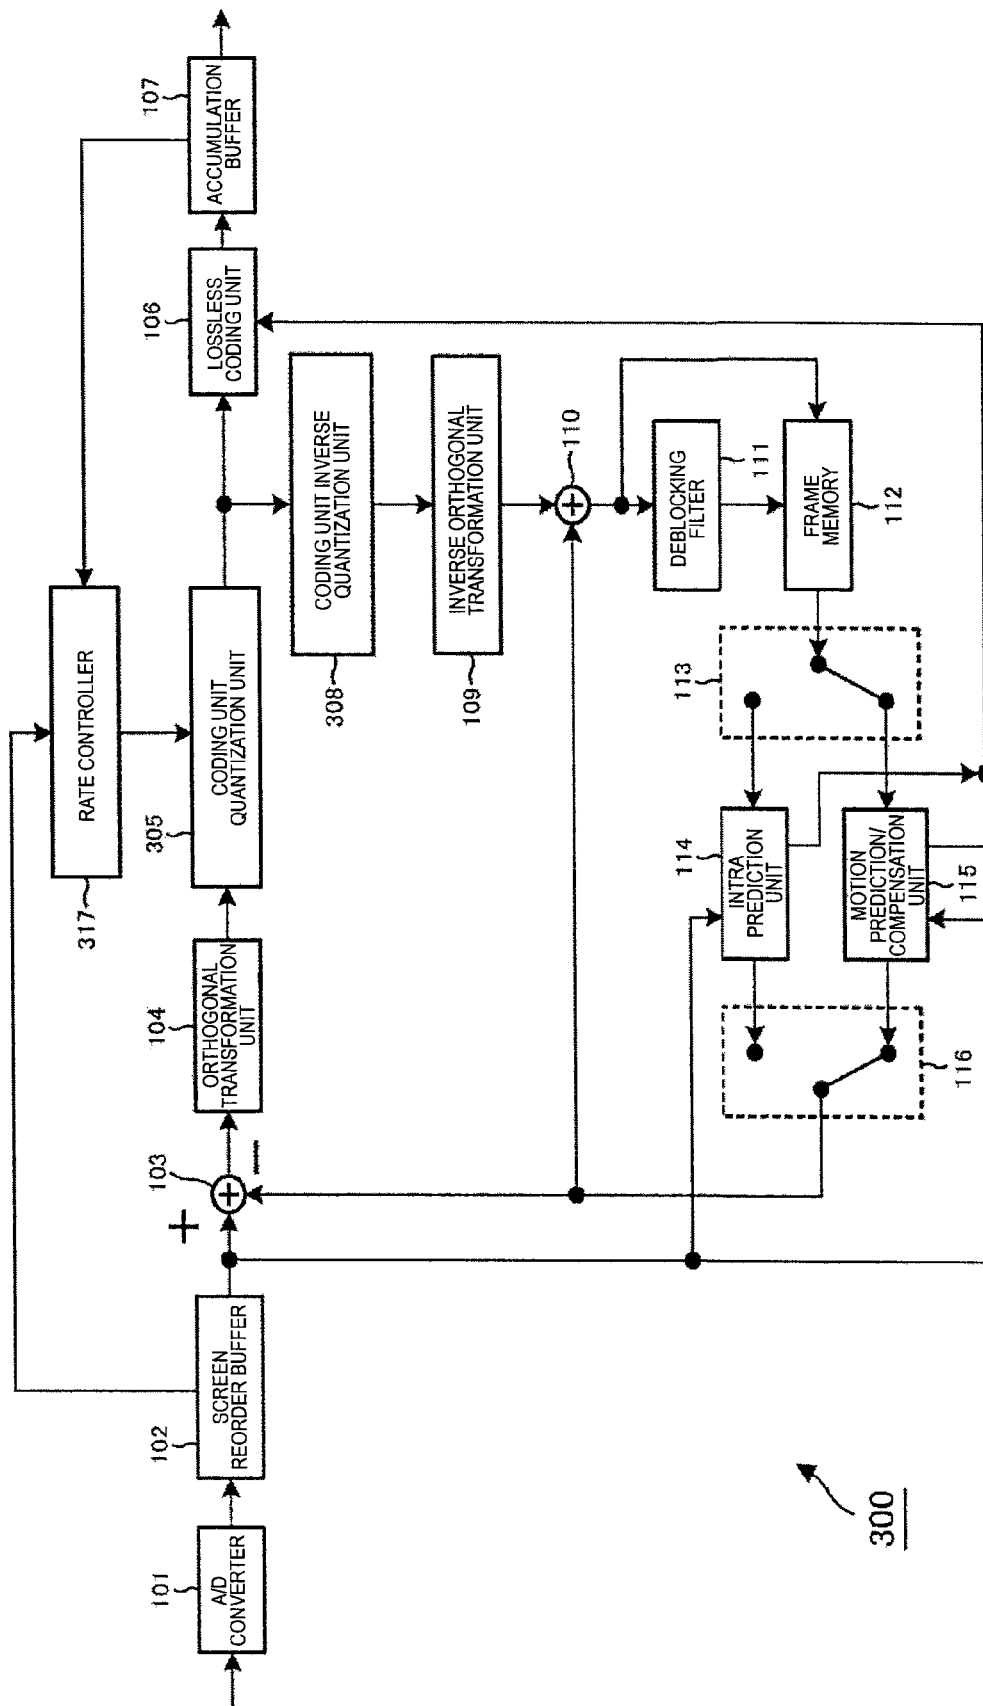 101
A/D
CONVERTER
102
SCREEN
REORDER BUFFER
103
+
−
104
ORTHOGONAL
TRANSFORMATION
UNIT
317
RATE CONTROLLER
305
CODING UNIT
QUANTIZATION UNIT
106
LOSSLESS
CODING UNIT
107
ACCUMULATION
BUFFER
308
CODING UNIT INVERSE
QUANTIZATION UNIT
109
INVERSE ORTHOGONAL
TRANSFORMATION UNIT
110
+
DEBLOCKING
FILTER
111
FRAME
MEMORY
112
113
114
INTRA
PREDICTION
UNIT
MOTION
PREDICTION/
COMPENSATION
UNIT
115
116
300